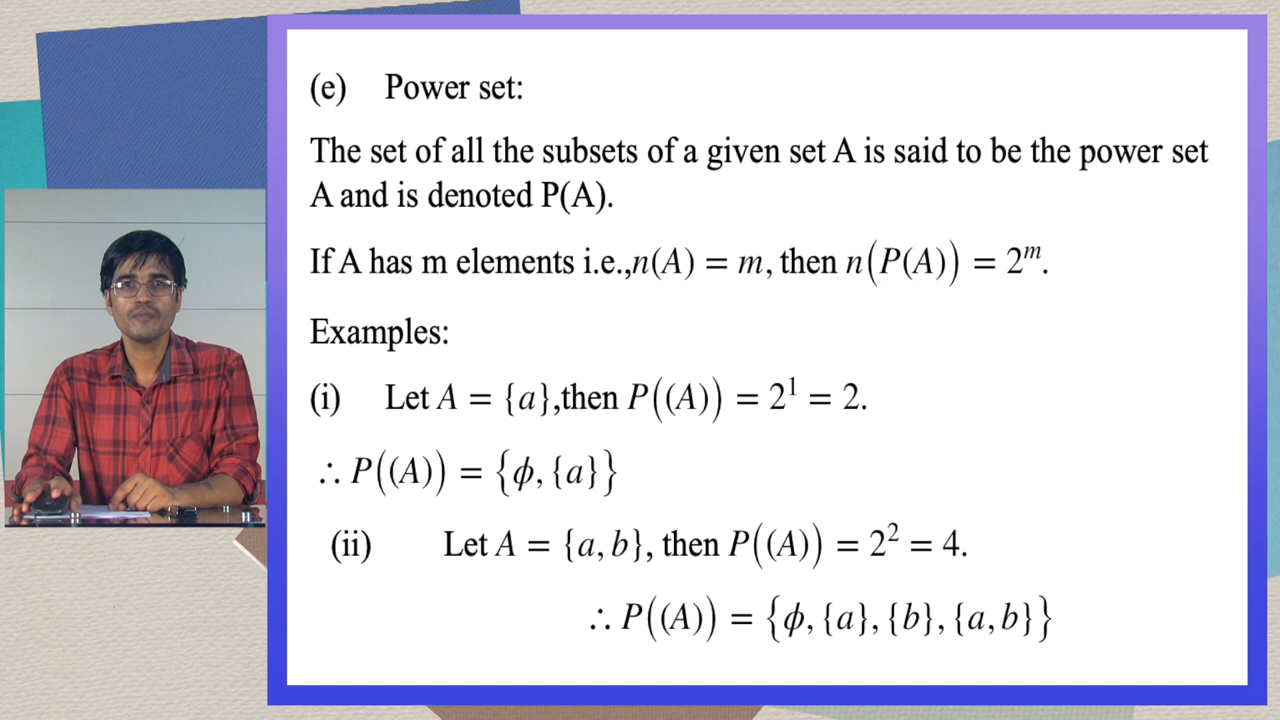 (e) Power set:
The set of all the subsets of a given set A is said to be the power set
A and is denoted P(A).
If A has m elements i.e.,n(A) = m, then n(P(A)) = 2^m.
Examples:
(i) Let A = {a},then P((A)) = 2^1 = 2.
∴ P((A)) = {ϕ, {a}}
(ii) Let A = {a, b}, then P((A)) = 2^2 = 4.
∴ P((A)) = {ϕ, {a}, {b}, {a, b}}